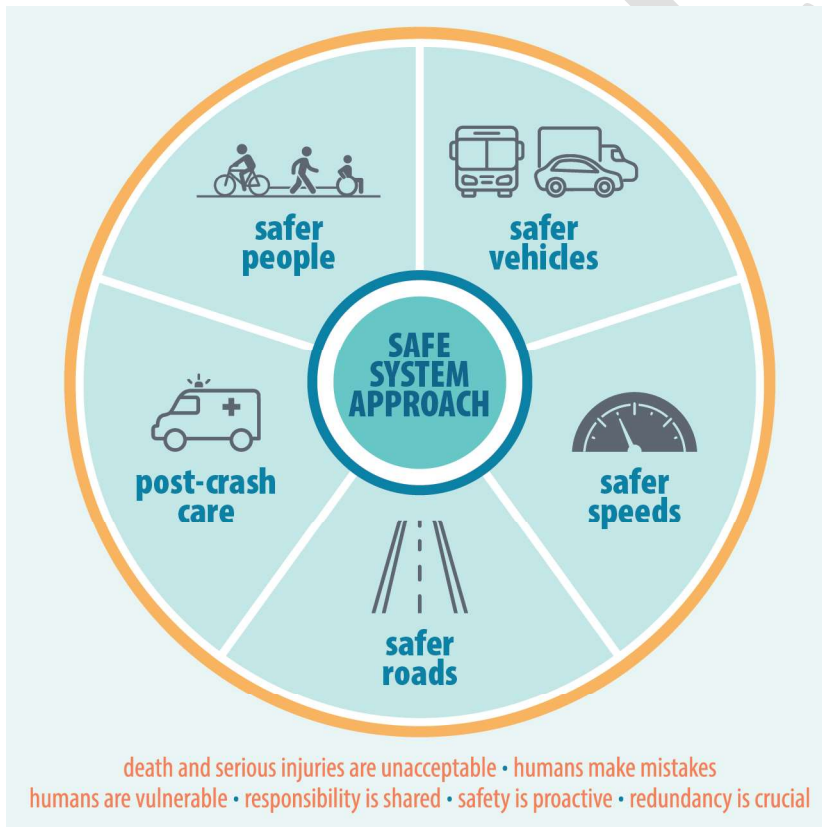 safer
people
safer
vehicles
SAFE
SYSTEM
APPROACH
post-crash
care
safer
speeds
safer
roads
death and serious injuries are unacceptable • humans make mistakes
humans are vulnerable • responsibility is shared • safety is proactive • redundancy is crucial